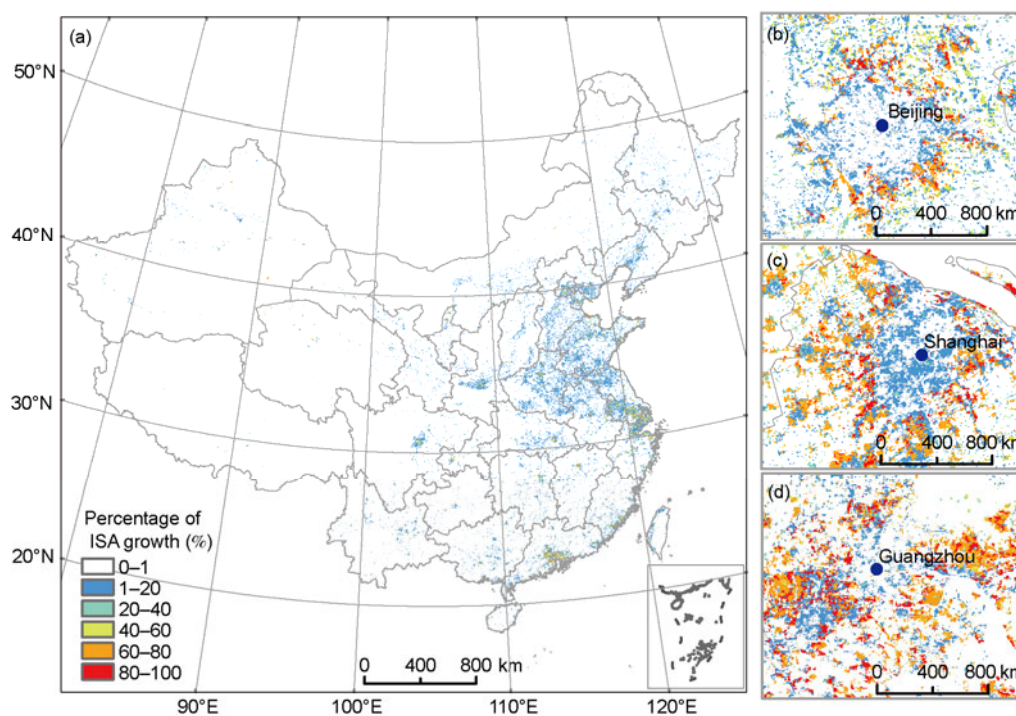 (a)
50°N
40°N
30°N
20°N
90°E
100°E
110°E
120°E
Percentage of
ISA growth (%)
0–1
1–20
20–40
40–60
60–80
80–100
0 400 800 km
(b)
Beijing
0 400 800 km
(c)
Shanghai
0 400 800 km
(d)
Guangzhou
0 400 800 km